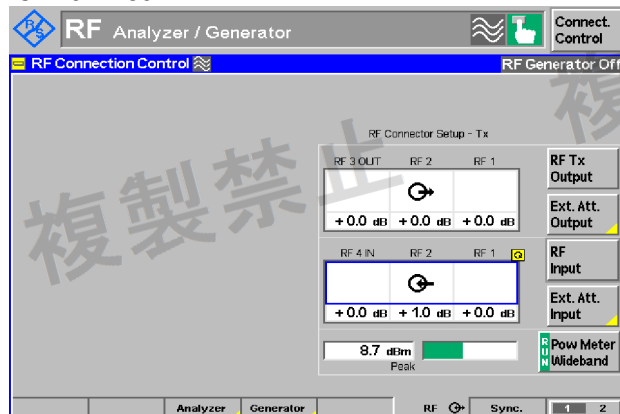 R&S
RF Analyzer / Generator
Connect. Control
RF Connection Control
RF Generator Off
RF Connector Setup - Tx
RF 3 OUT RF 2 RF 1
+ 0.0 dB + 0.0 dB + 0.0 dB
RF Tx Output
Ext. Att. Output
RF 4 IN RF 2 RF 1
+ 0.0 dB + 1.0 dB + 0.0 dB
RF Input
Ext. Att. Input
8.7 dBm
Peak
RUN
Pow Meter Wideband
Analyzer Generator RF Sync. 1 2
複製禁止
複